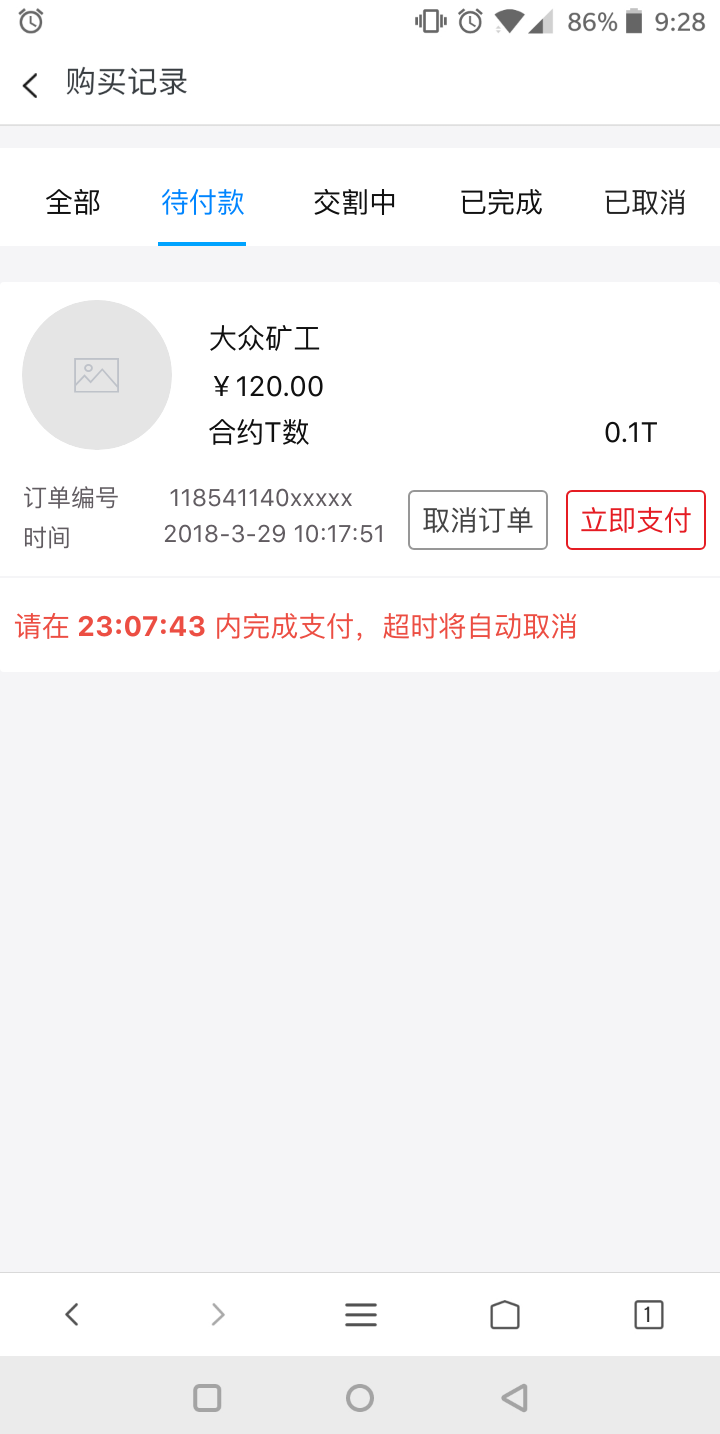 86% 9:28
购买记录
全部 待付款 交割中 已完成 已取消
大众矿工
￥120.00
合约T数 0.1T
订单编号 118541140xxxxx
时间 2018-3-29 10:17:51
取消订单 立即支付
请在 23:07:43 内完成支付，超时将自动取消
1